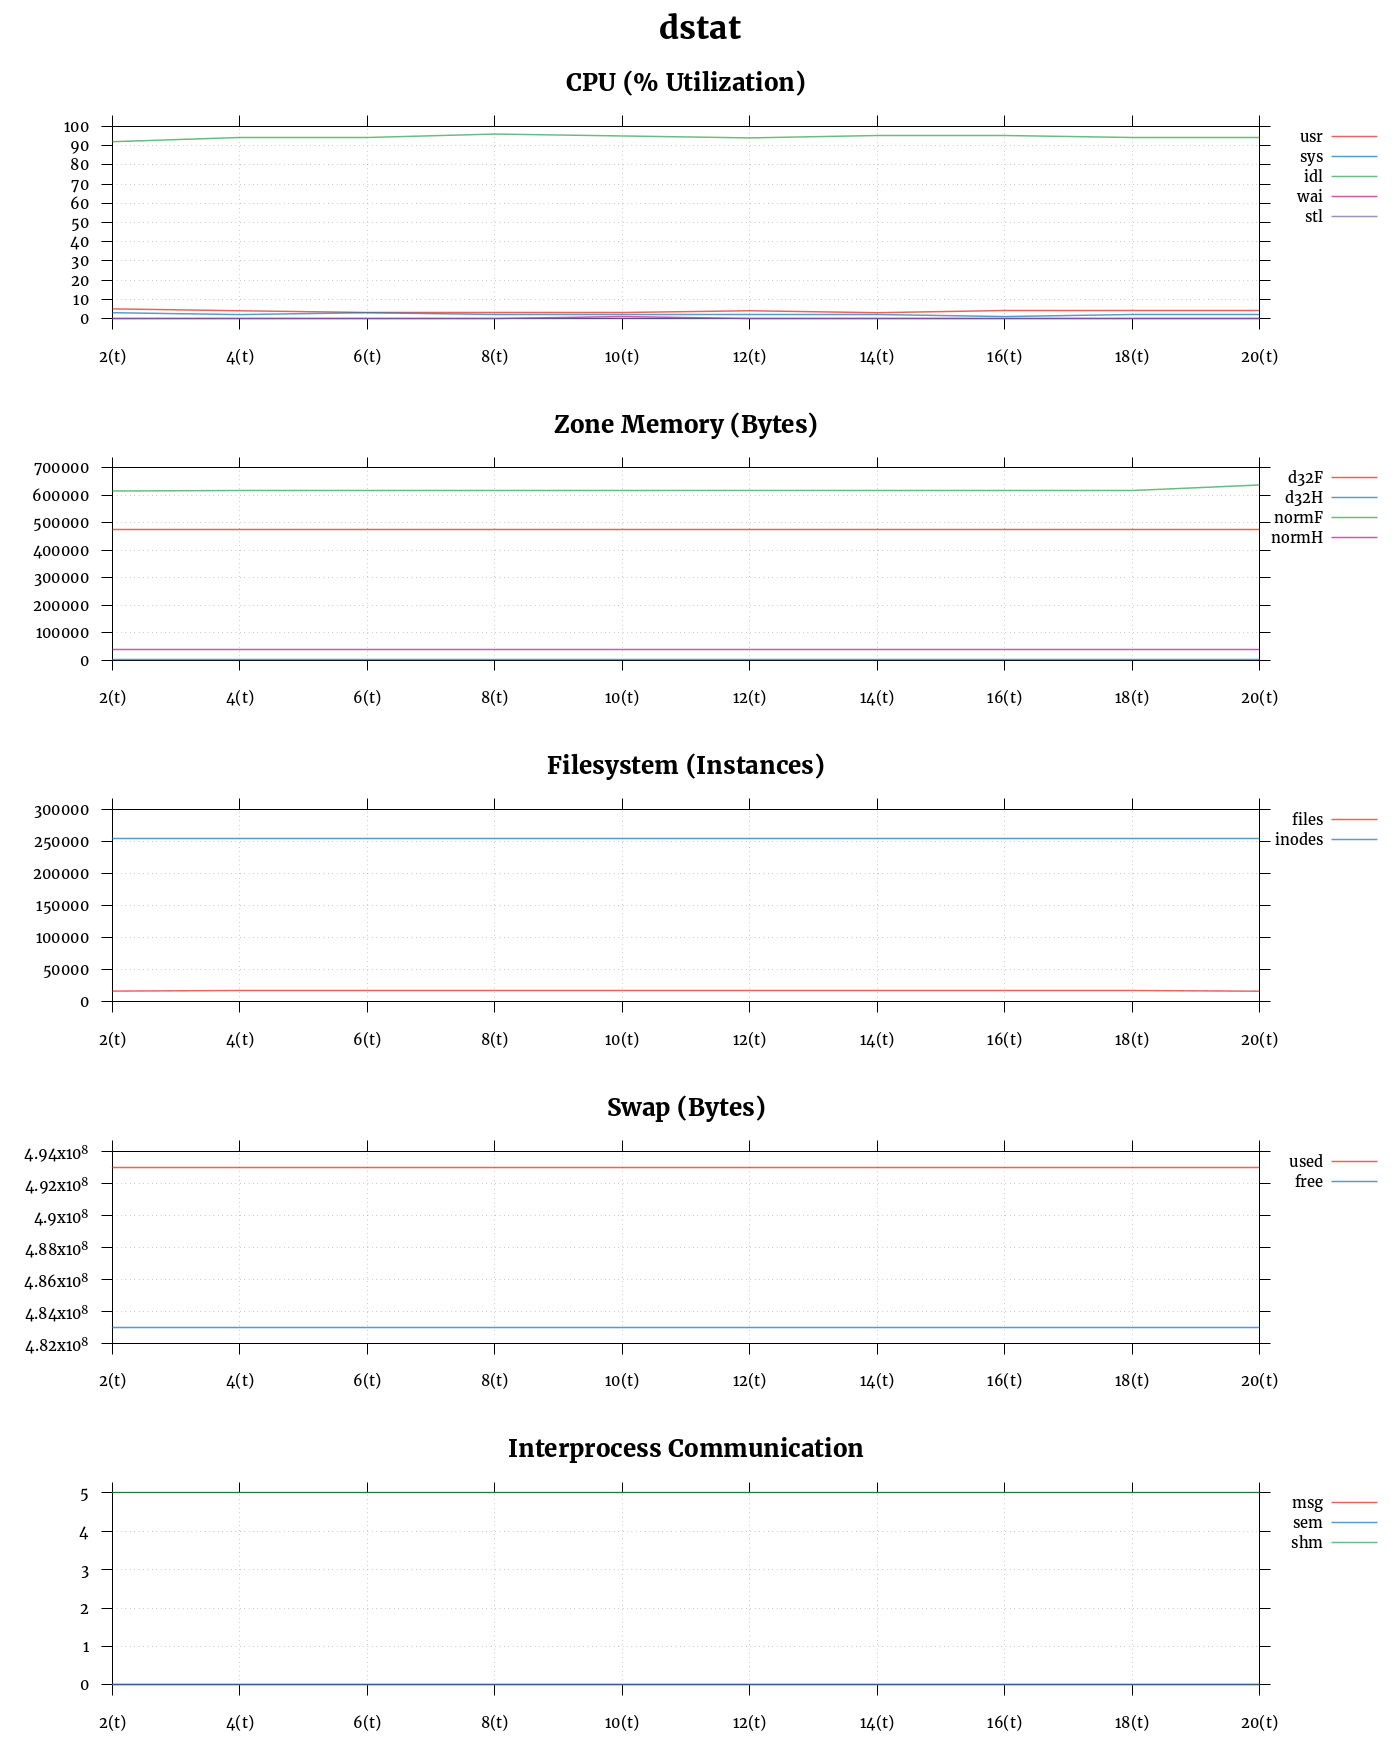 dstat
CPU (% Utilization)
100
90
80
70
60
50
40
30
20
10
0
2(t) 4(t) 6(t) 8(t) 10(t) 12(t) 14(t) 16(t) 18(t) 20(t)
usr
sys
idl
wai
stl
Zone Memory (Bytes)
700000
600000
500000
400000
300000
200000
100000
0
2(t) 4(t) 6(t) 8(t) 10(t) 12(t) 14(t) 16(t) 18(t) 20(t)
d32F
d32H
normF
normH
Filesystem (Instances)
300000
250000
200000
150000
100000
50000
0
2(t) 4(t) 6(t) 8(t) 10(t) 12(t) 14(t) 16(t) 18(t) 20(t)
files
inodes
Swap (Bytes)
4.94x10⁸
4.92x10⁸
4.9x10⁸
4.88x10⁸
4.86x10⁸
4.84x10⁸
4.82x10⁸
2(t) 4(t) 6(t) 8(t) 10(t) 12(t) 14(t) 16(t) 18(t) 20(t)
used
free
Interprocess Communication
5
4
3
2
1
0
2(t) 4(t) 6(t) 8(t) 10(t) 12(t) 14(t) 16(t) 18(t) 20(t)
msg
sem
shm